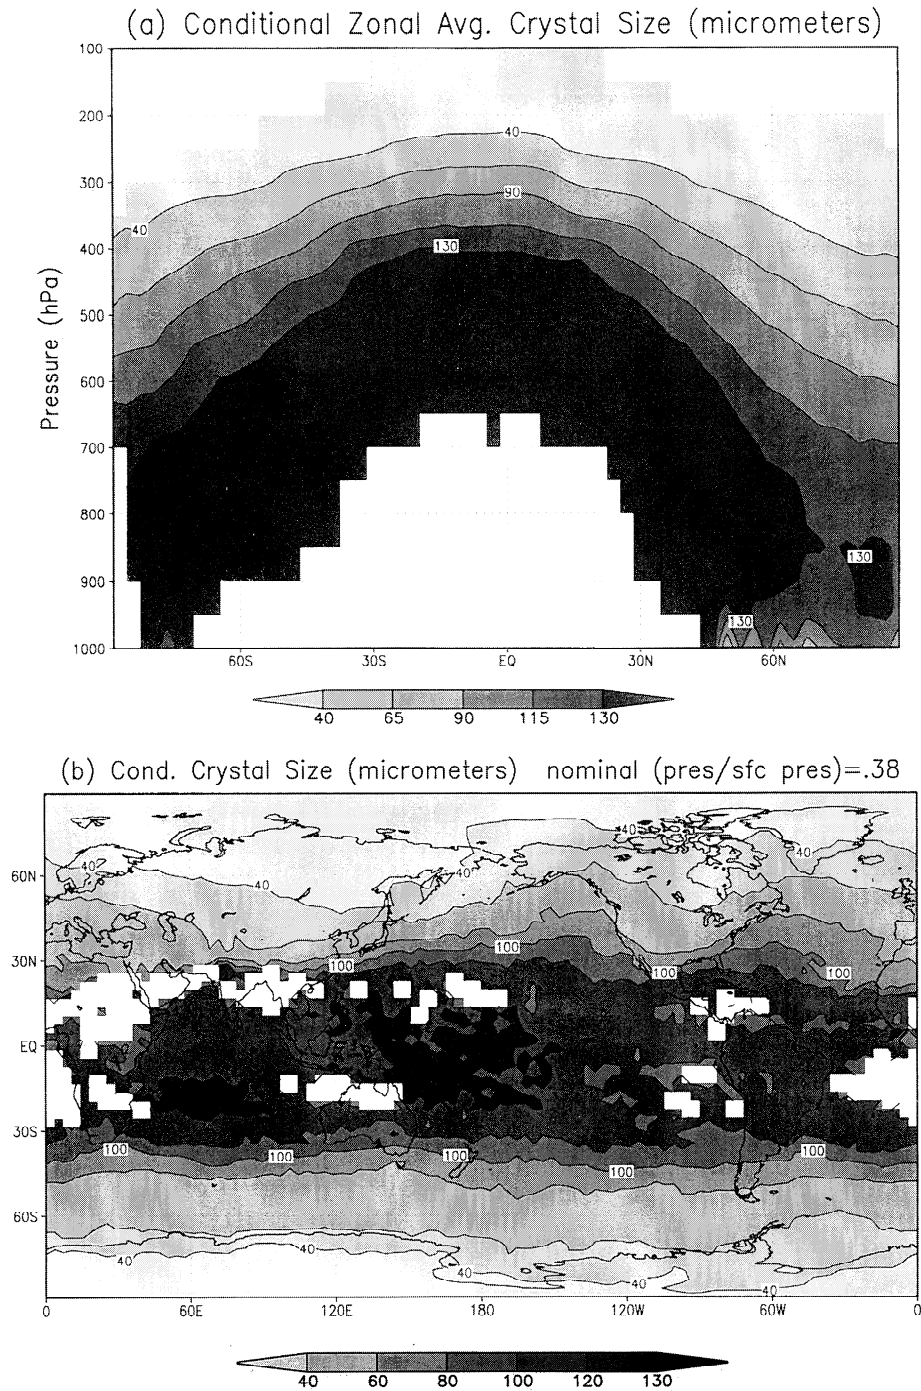 (a) Conditional Zonal Avg. Crystal Size (micrometers)
100
200
300
400
500
600
700
800
900
1000
Pressure (hPa)
40
40
90
130
130
130
60S
30S
EQ
30N
60N
40 65 90 115 130
(b) Cond. Crystal Size (micrometers) nominal (pres/sfc pres)=.38
60N
30N
EQ
30S
60S
40
40
40
40
40
100
100
100
100
100
100
100
100
100
40
40
40
40
40
0 60E 120E 180 120W 60W 0
40 60 80 100 120 130